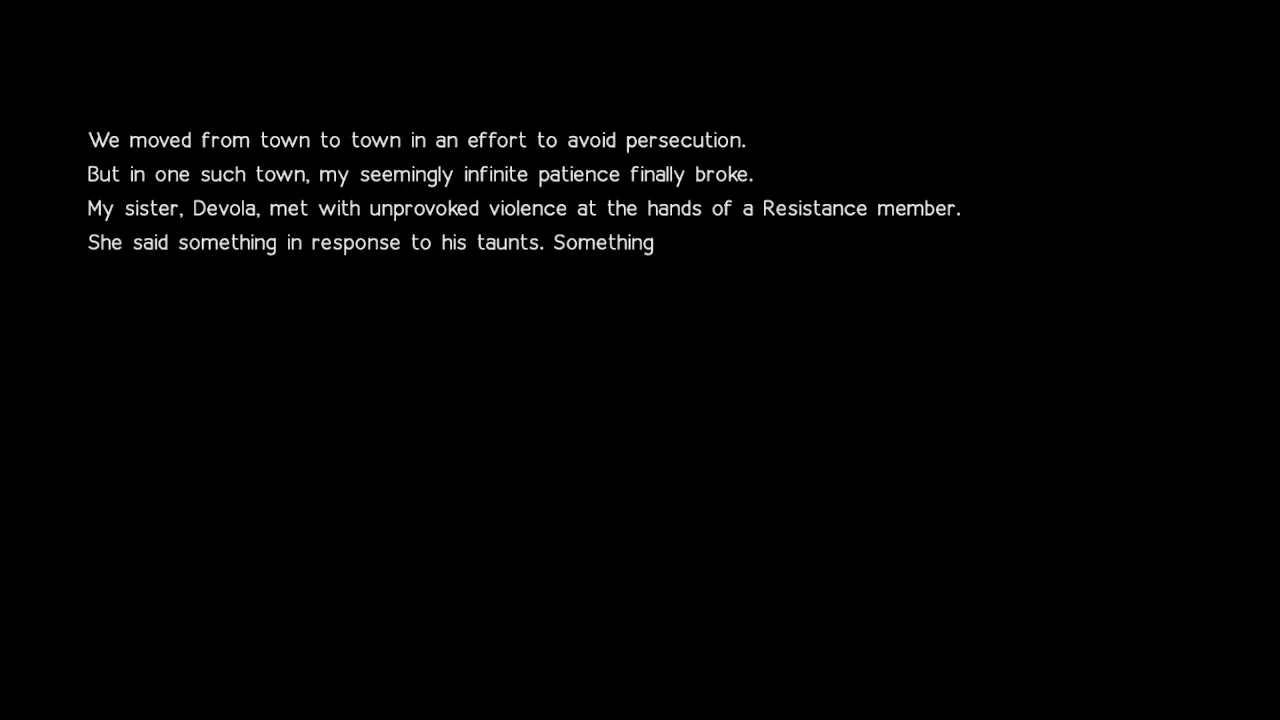 We moved from town to town in an effort to avoid persecution.
But in one such town, my seemingly infinite patience finally broke.
My sister, Devola, met with unprovoked violence at the hands of a Resistance member.
She said something in response to his taunts. Something